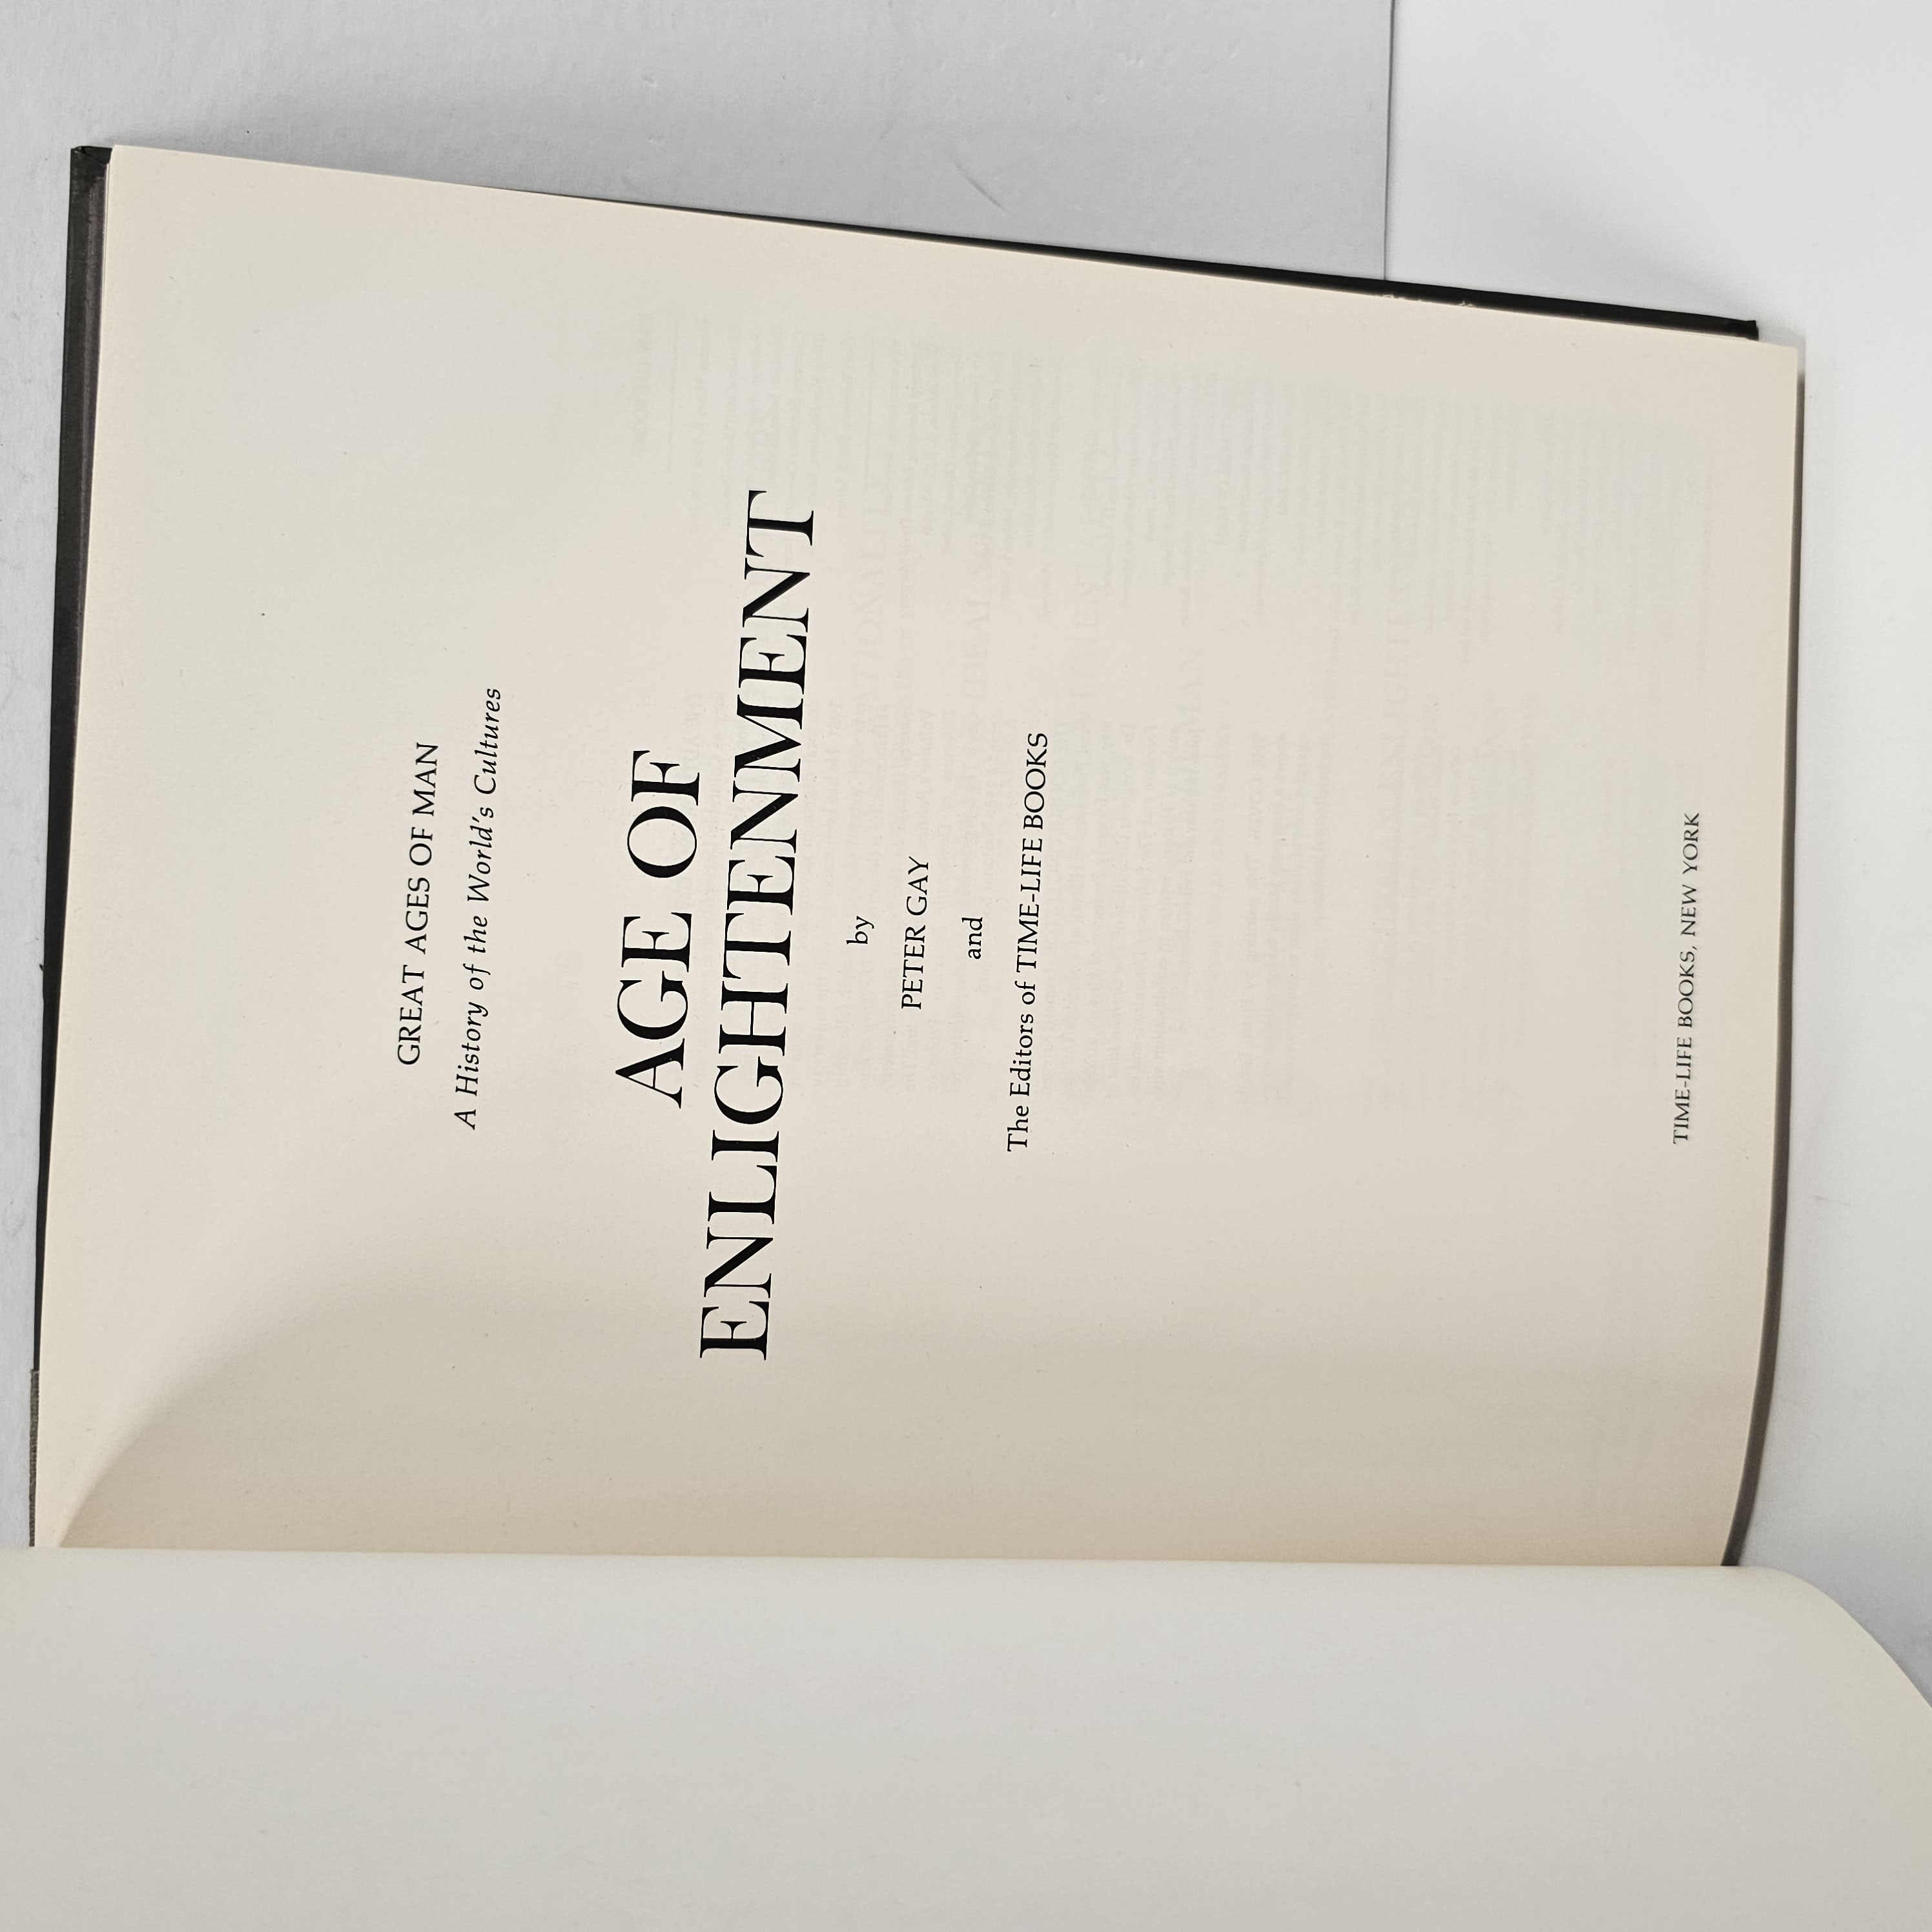 GREAT AGES OF MAN
A History of the World's Cultures
AGE OF
ENLIGHTENMENT
by
PETER GAY
and
The Editors of TIME-LIFE BOOKS
TIME-LIFE BOOKS, NEW YORK